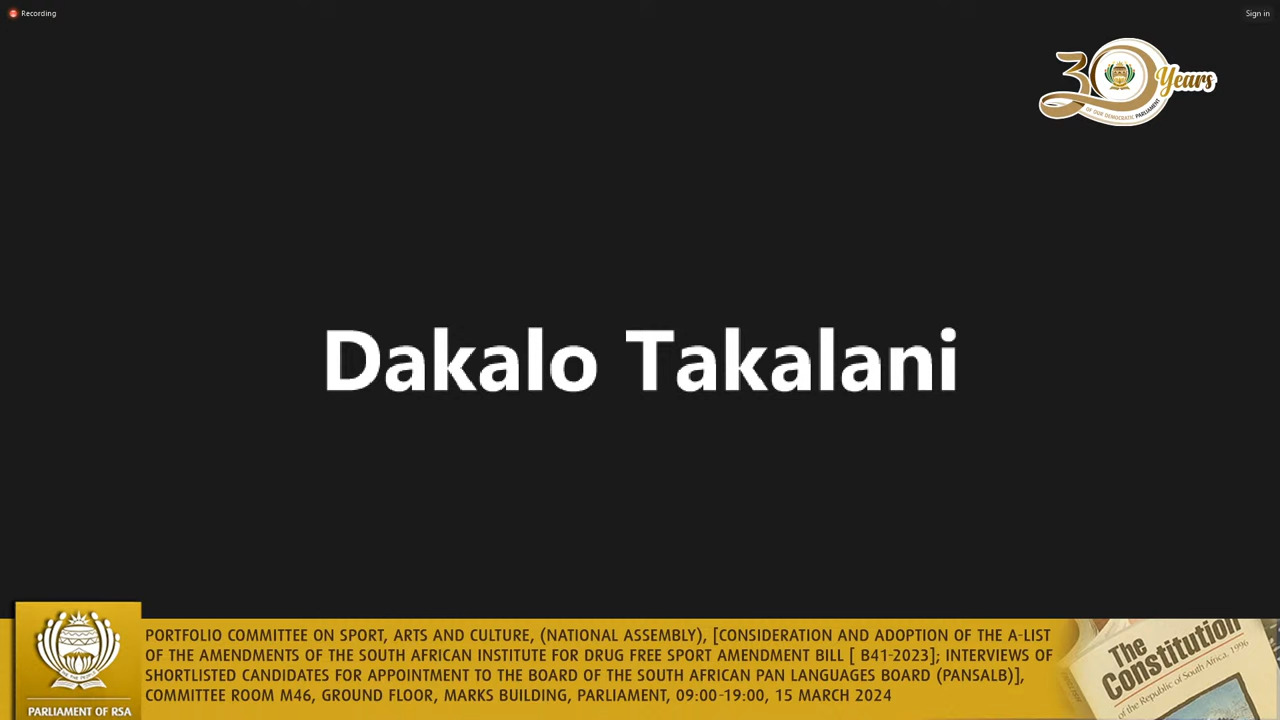 Recording
Sign in
30 Years
OF OUR DEMOCRATIC PARLIAMENT
Dakalo Takalani
PORTFOLIO COMMITTEE ON SPORT, ARTS AND CULTURE, (NATIONAL ASSEMBLY), [CONSIDERATION AND ADOPTION OF THE A-LIST
OF THE AMENDMENTS OF THE SOUTH AFRICAN INSTITUTE FOR DRUG FREE SPORT AMENDMENT BILL [ B41-2023]; INTERVIEWS OF
SHORTLISTED CANDIDATES FOR APPOINTMENT TO THE BOARD OF THE SOUTH AFRICAN PAN LANGUAGES BOARD (PANSALB)],
COMMITTEE ROOM M46, GROUND FLOOR, MARKS BUILDING, PARLIAMENT, 09:00-19:00, 15 MARCH 2024
PARLIAMENT OF RSA
The
Constitution
of the Republic of South Africa, 1996